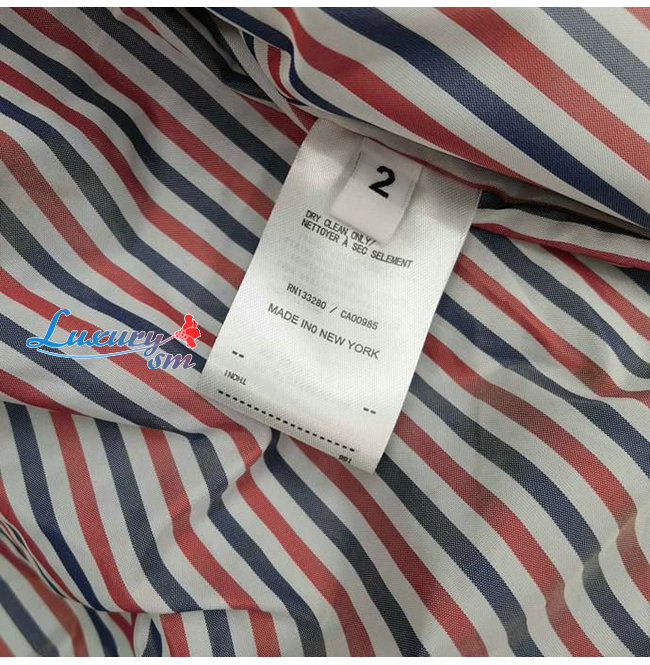 2
DRY CLEAN ONLY/
NETTOYER À SEC SELEMENT
RN133280 / CA00985
MADE IN0 NEW YORK
Luxury
sm